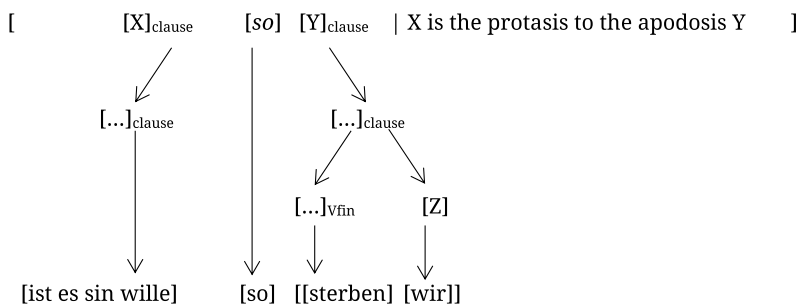 [ [X]clause [so] [Y]clause | X is the protasis to the apodosis Y ]
[...]clause [...]clause
[...]Vfin [Z]
[ist es sin wille] [so] [[sterben] [wir]]